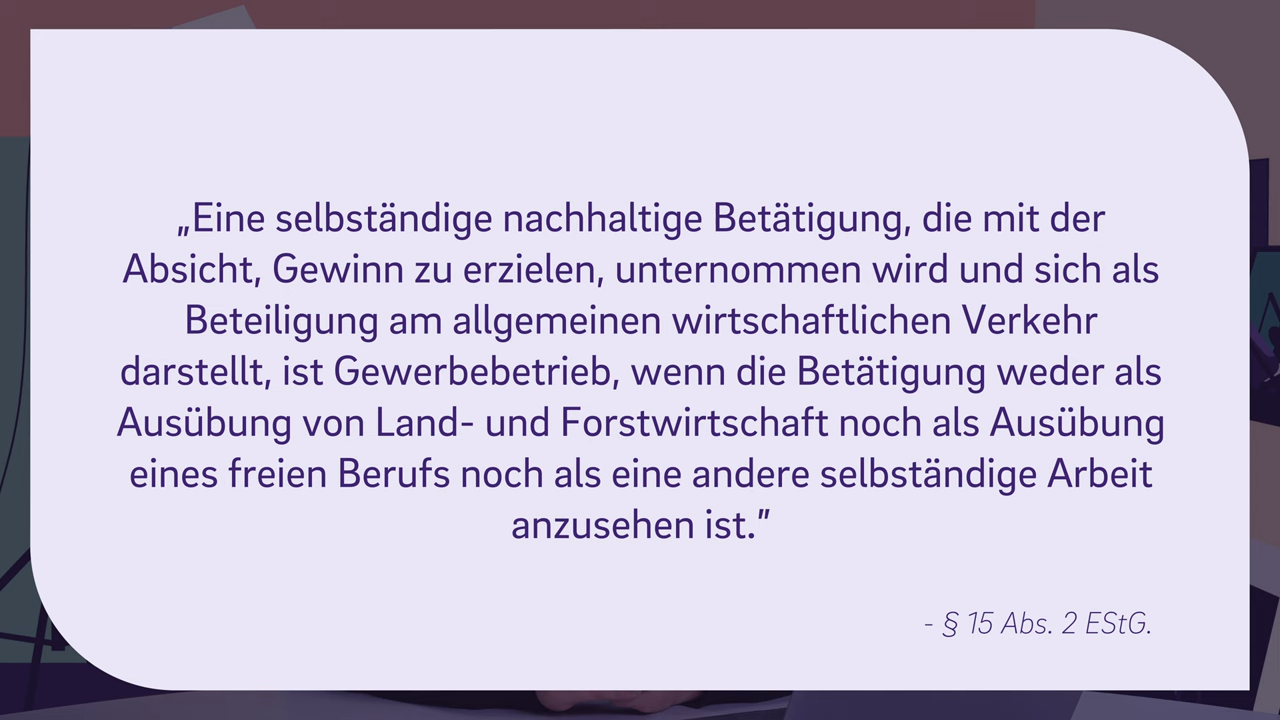 „Eine selbständige nachhaltige Betätigung, die mit der
Absicht, Gewinn zu erzielen, unternommen wird und sich als
Beteiligung am allgemeinen wirtschaftlichen Verkehr
darstellt, ist Gewerbebetrieb, wenn die Betätigung weder als
Ausübung von Land- und Forstwirtschaft noch als Ausübung
eines freien Berufs noch als eine andere selbständige Arbeit
anzusehen ist.”
- § 15 Abs. 2 EStG.